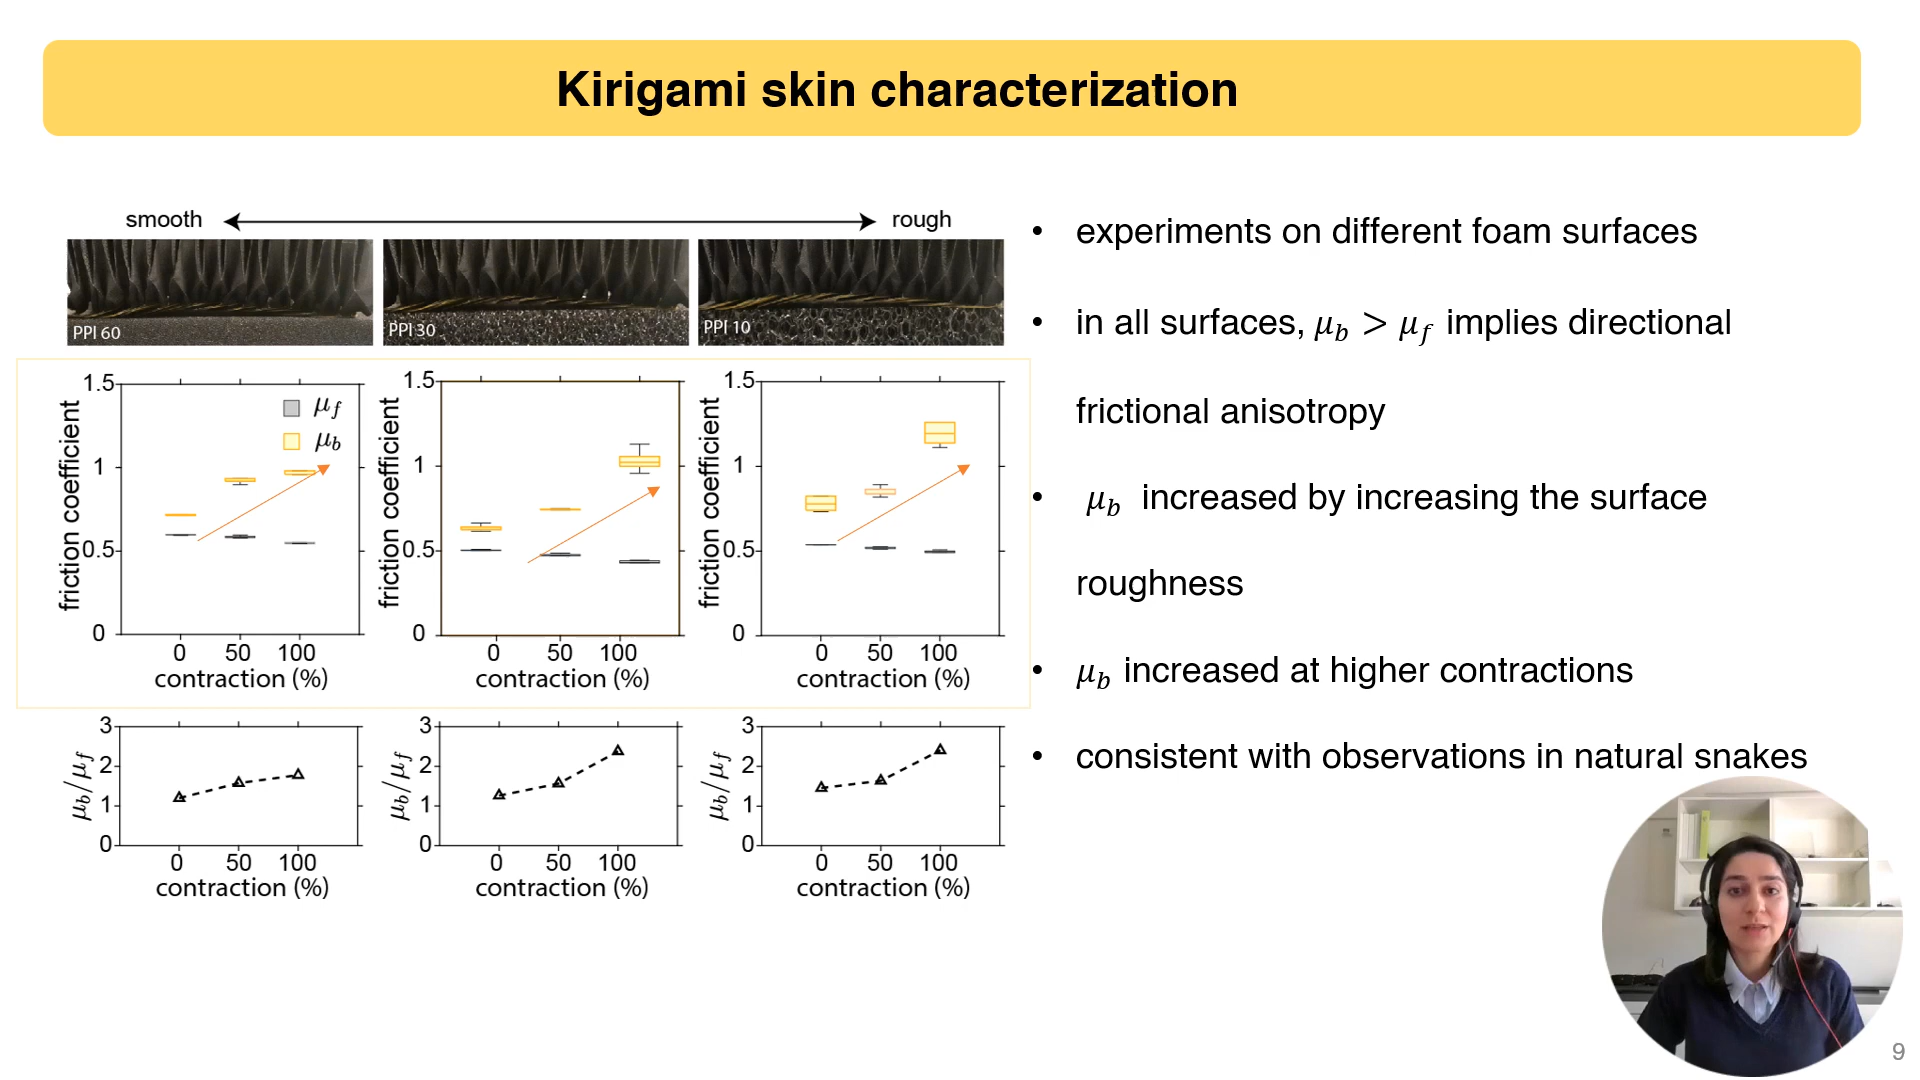 Kirigami skin characterization
smooth
rough
PPI 60
PPI 30
PPI 10
friction coefficient
1.5
1
0.5
0
μf
μb
0 50 100
contraction (%)
friction coefficient
1.5
1
0.5
0
0 50 100
contraction (%)
friction coefficient
1.5
1
0.5
0
0 50 100
contraction (%)
μb/μf
3
2
1
0
0 50 100
contraction (%)
μb/μf
3
2
1
0
0 50 100
contraction (%)
μb/μf
3
2
1
0
0 50 100
contraction (%)
• experiments on different foam surfaces
• in all surfaces, μb > μf implies directional
frictional anisotropy
• μb increased by increasing the surface
roughness
• μb increased at higher contractions
• consistent with observations in natural snakes
9